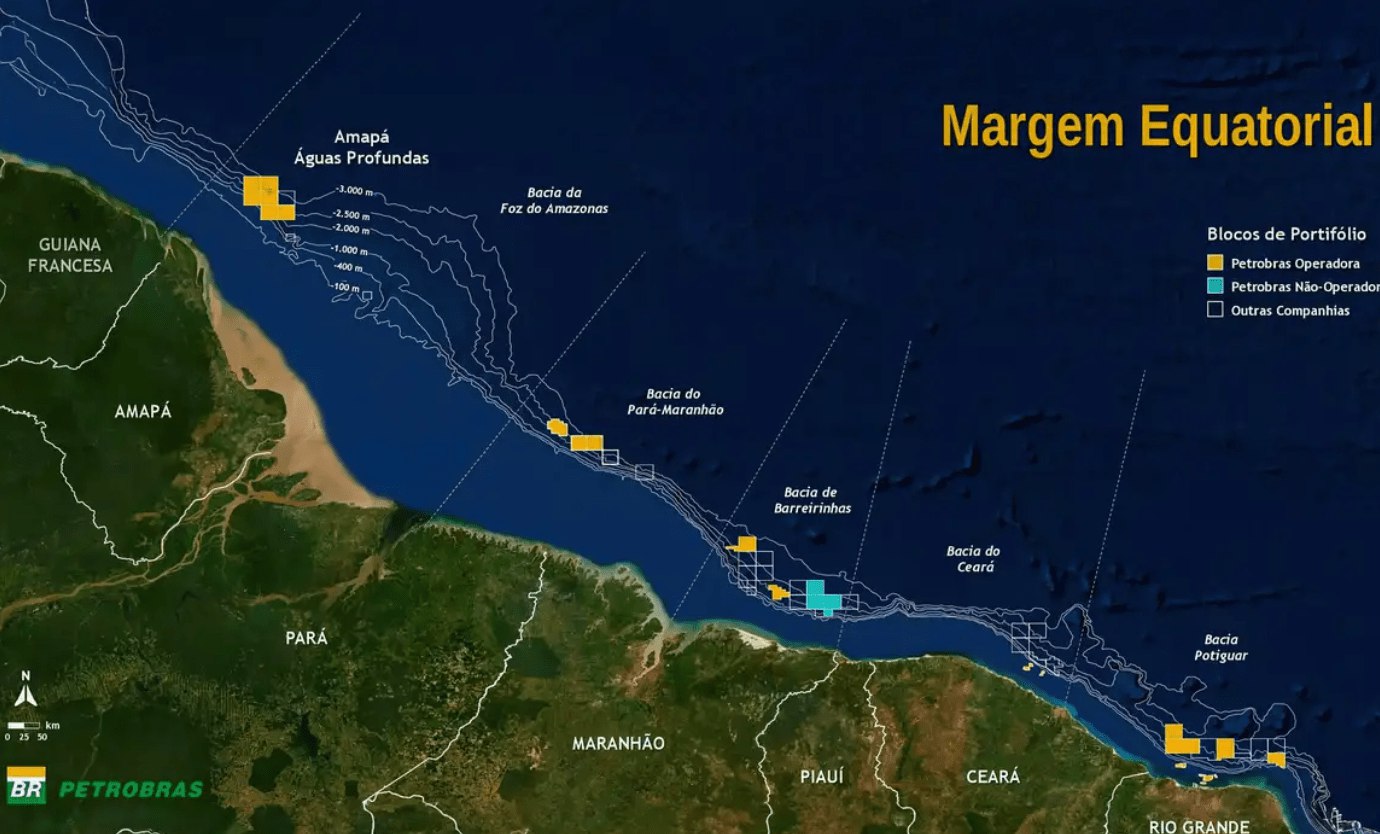 Margem Equatorial
Amapá
Águas Profundas
-3.000 m
-2.500 m
-2.000 m
-1.000 m
-400 m
-100 m
Bacia da
Foz do Amazonas
Blocos de Portifólio
Petrobras Operadora
Petrobras Não-Operador
Outras Companhias
GUIANA
FRANCESA
AMAPÁ
Bacia do
Pará-Maranhão
Bacia de
Barreirinhas
Bacia do
Ceará
Bacia
Potiguar
PARÁ
MARANHÃO
PIAUÍ
CEARÁ
RIO GRANDE
N
km
0 25 50
BR PETROBRAS